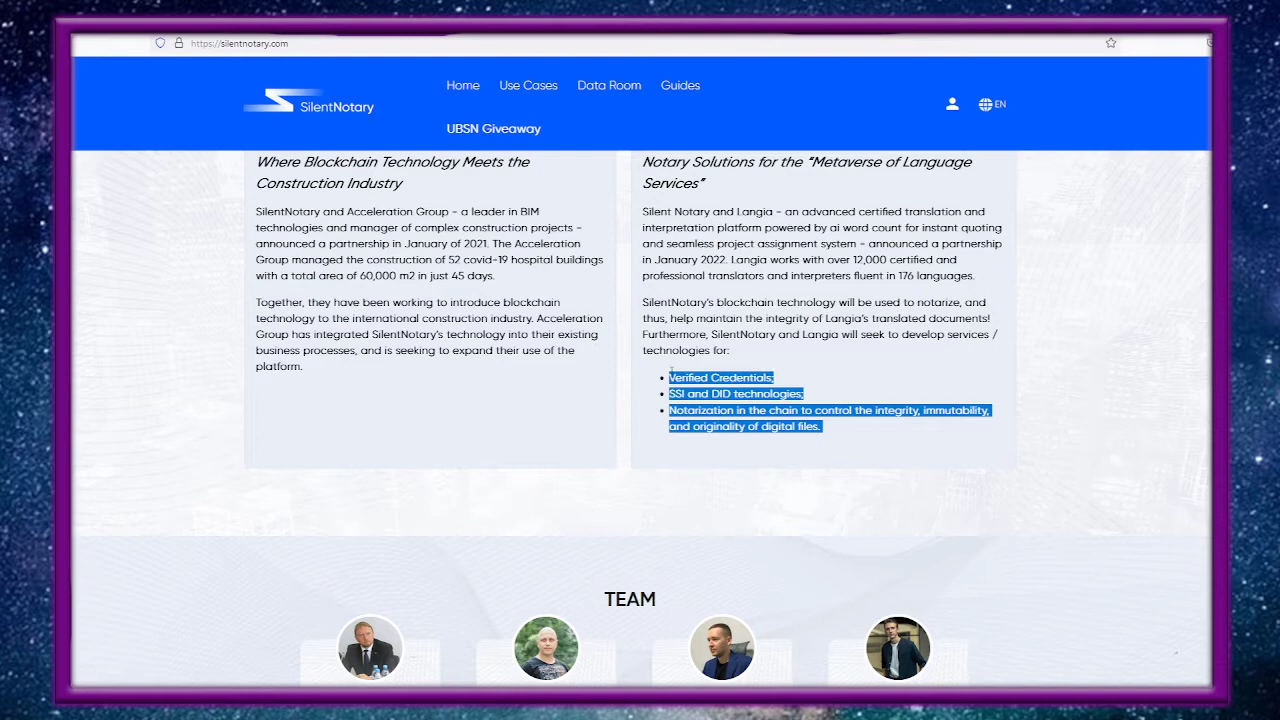 https://silentnotary.com
SilentNotary
Home Use Cases Data Room Guides
UBSN Giveaway
EN
Where Blockchain Technology Meets the
Construction Industry
SilentNotary and Acceleration Group - a leader in BIM
technologies and manager of complex construction projects -
announced a partnership in January of 2021. The Acceleration
Group managed the construction of 52 covid-19 hospital buildings
with a total area of 60,000 m2 in just 45 days.
Together, they have been working to introduce blockchain
technology to the international construction industry. Acceleration
Group has integrated SilentNotary's technology into their existing
business processes, and is seeking to expand their use of the
platform.
Notary Solutions for the “Metaverse of Language
Services”
Silent Notary and Langia - an advanced certified translation and
interpretation platform powered by ai word count for instant quoting
and seamless project assignment system - announced a partnership
in January 2022. Langia works with over 12,000 certified and
professional translators and interpreters fluent in 176 languages.
SilentNotary's blockchain technology will be used to notarize, and
thus, help maintain the integrity of Langia's translated documents!
Furthermore, SilentNotary and Langia will seek to develop services /
technologies for:
• Verified Credentials;
• SSI and DID technologies;
• Notarization in the chain to control the integrity, immutability,
and originality of digital files.
TEAM